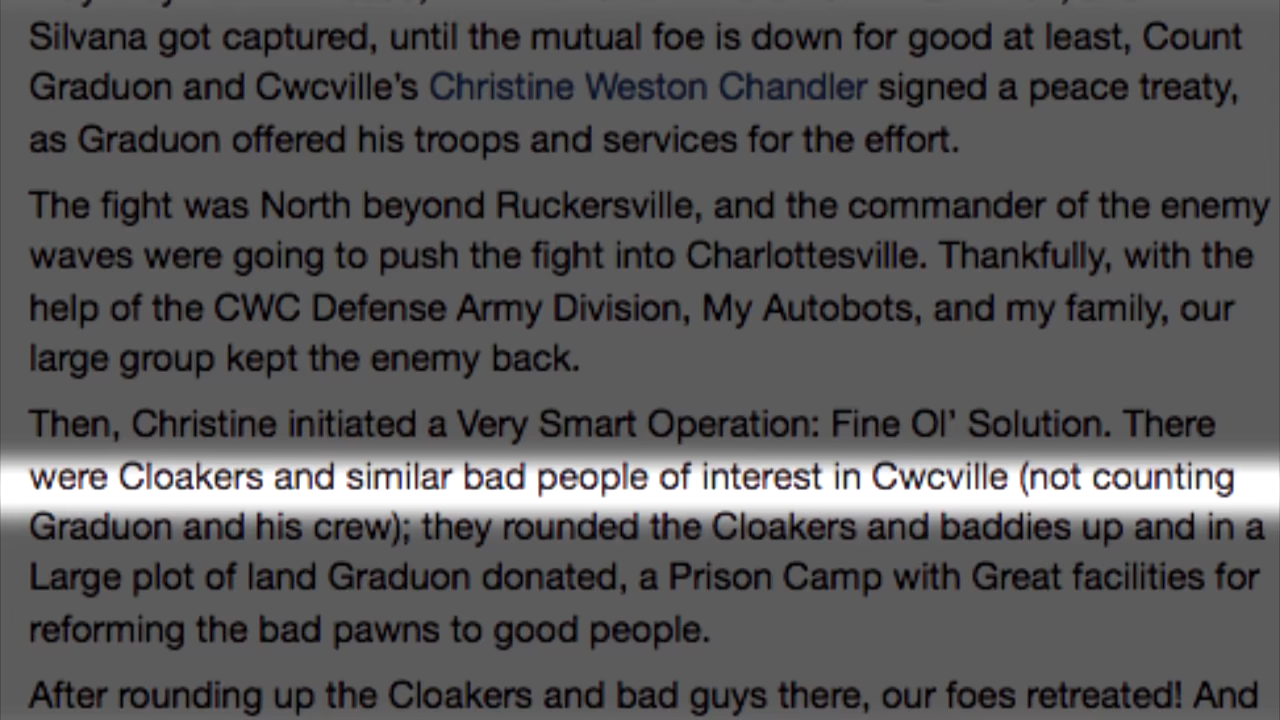 Silvana got captured, until the mutual foe is down for good at least, Count
Graduon and Cwcville's Christine Weston Chandler signed a peace treaty,
as Graduon offered his troops and services for the effort.
The fight was North beyond Ruckersville, and the commander of the enemy
waves were going to push the fight into Charlottesville. Thankfully, with the
help of the CWC Defense Army Division, My Autobots, and my family, our
large group kept the enemy back.
Then, Christine initiated a Very Smart Operation: Fine Ol' Solution. There
were Cloakers and similar bad people of interest in Cwcville (not counting
Graduon and his crew); they rounded the Cloakers and baddies up and in a
Large plot of land Graduon donated, a Prison Camp with Great facilities for
reforming the bad pawns to good people.
After rounding up the Cloakers and bad guys there, our foes retreated! And